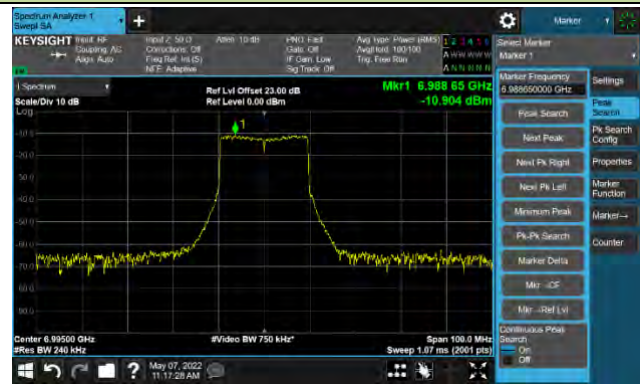 Spectrum Analyzer 1
Swept SA
+
Marker
KEYSIGHT
Input: RF
Coupling: AC
Align: Auto
Input Z: 50 Ω
Corrections: Off
Freq Ref: Int (S)
NFE: Adaptive
Atten: 10 dB
PNO: Fast
Gate: Off
IF Gain: Low
Sig Track: Off
Avg Type: Power (RMS)
Avg|Hold: 100/100
Trig: Free Run
1 2 3 4 5 6
A W W W W W
A N N N N N
Select Marker
Marker 1
1 Spectrum
Scale/Div 10 dB
Log
Ref Lvl Offset 23.00 dB
Ref Level 0.00 dBm
Mkr1 6.988 65 GHz
-10.904 dBm
1
-10.0
-20.0
-30.0
-40.0
-50.0
-60.0
-70.0
-80.0
-90.0
Center 6.99500 GHz
#Res BW 240 kHz
#Video BW 750 kHz*
Span 100.0 MHz
Sweep 1.07 ms (2001 pts)
Marker Frequency
6.988650000 GHz
Peak Search
Next Peak
Next Pk Right
Next Pk Left
Minimum Peak
Pk-Pk Search
Marker Delta
Mkr→CF
Mkr→Ref Lvl
Continuous Peak
Search
On
Off
Settings
Peak
Search
Pk Search
Config
Properties
Marker
Function
Marker→
Counter
?
May 07, 2022
11:17:28 AM